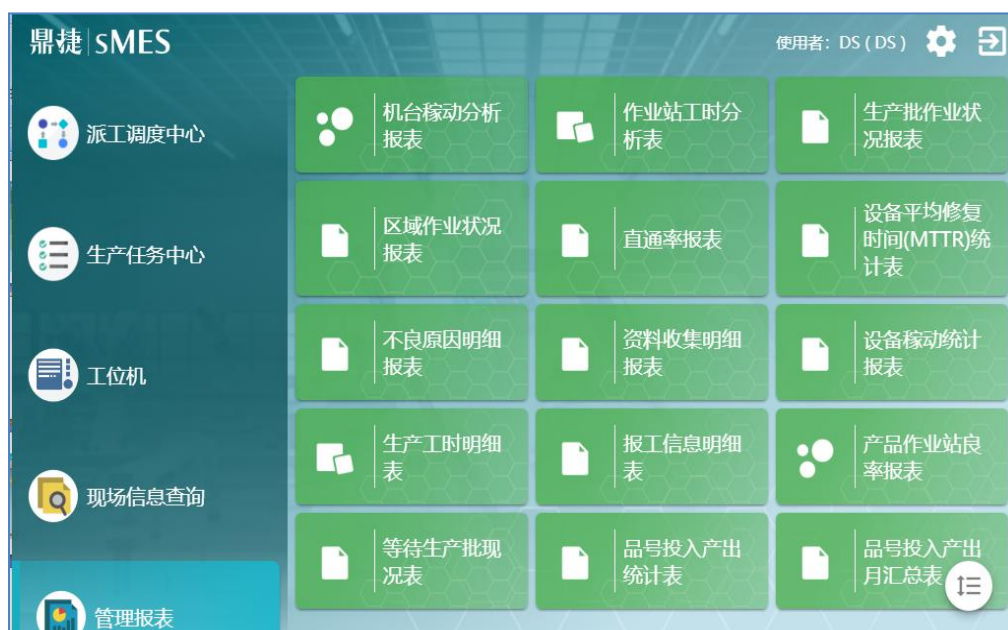 鼎捷|sMES
使用者: DS ( DS )
派工调度中心
生产任务中心
工位机
现场信息查询
管理报表
机台稼动分析
报表
作业站工时分
析表
生产批作业状
况报表
区域作业状况
报表
直通率报表
设备平均修复
时间(MTTR)统
计表
不良原因明细
报表
资料收集明细
报表
设备稼动统计
报表
生产工时明细
表
报工信息明细
表
产品作业站良
率报表
等待生产批现
况表
品号投入产出
统计表
品号投入产出
月汇总表